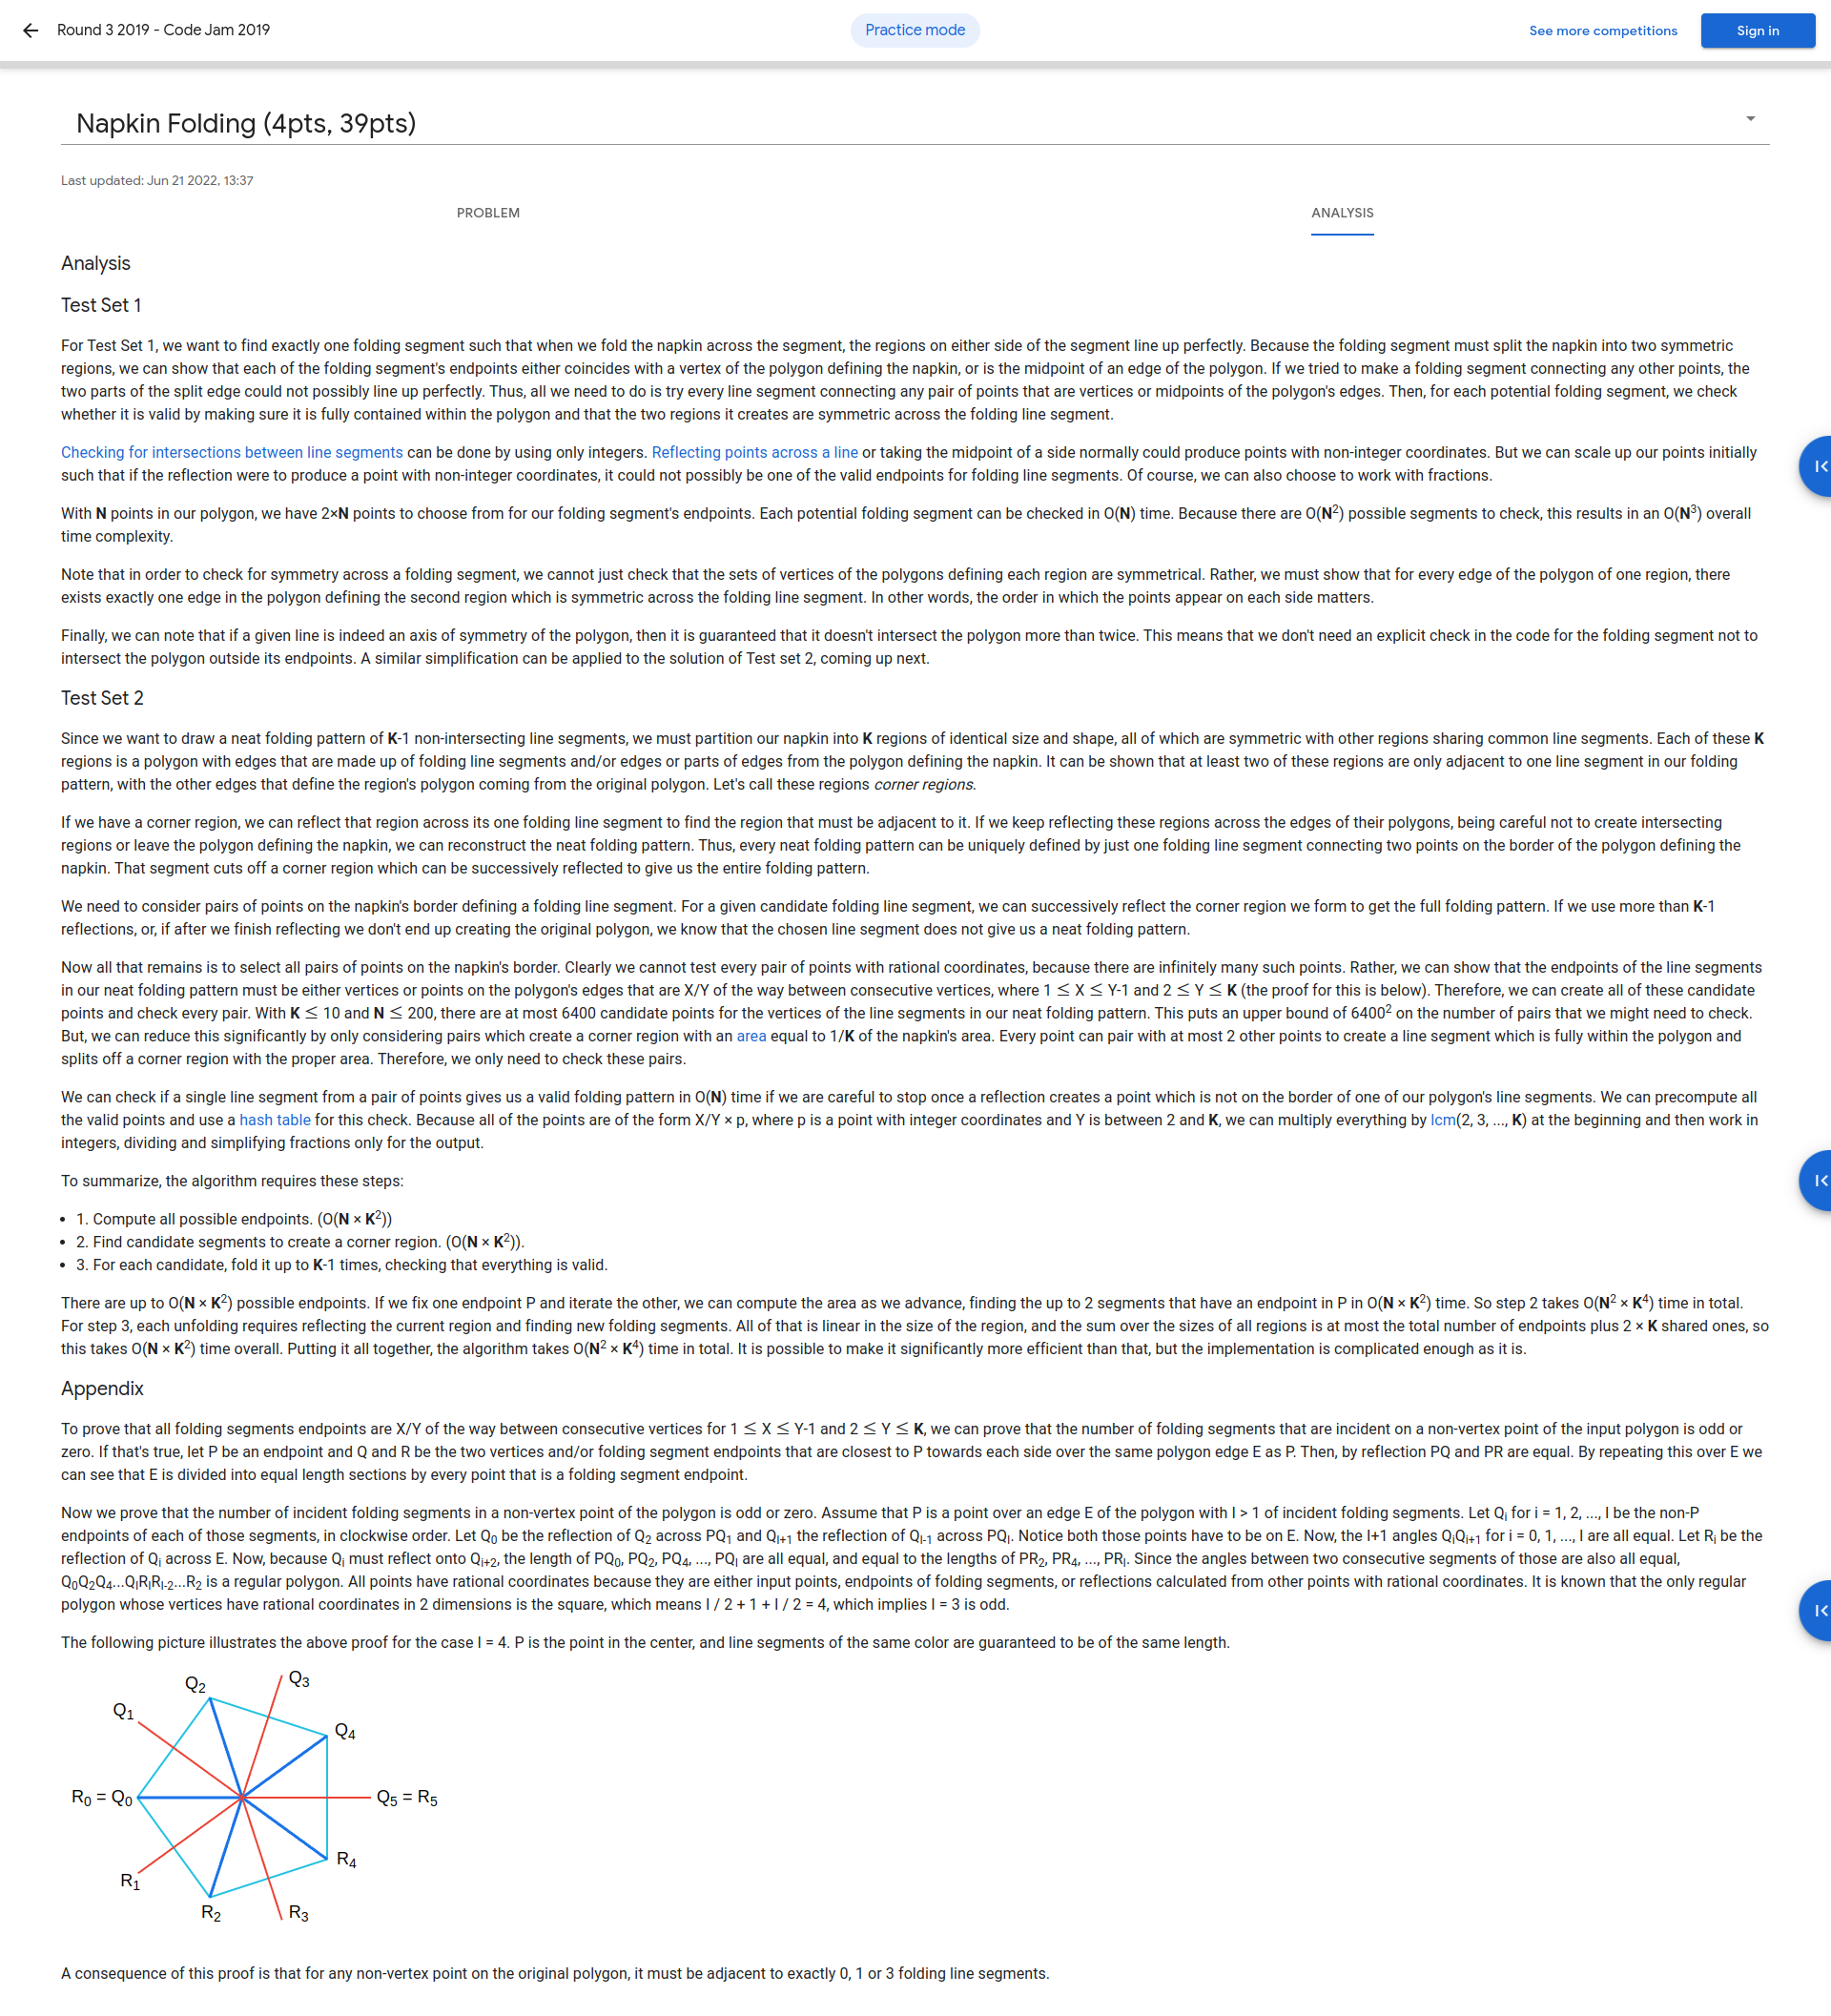 Round 3 2019 - Code Jam 2019
Practice mode
See more competitions
Sign in
Napkin Folding (4pts, 39pts)
Last updated: Jun 21 2022, 13:37
PROBLEM
ANALYSIS
Analysis
Test Set 1
For Test Set 1, we want to find exactly one folding segment such that when we fold the napkin across the segment, the regions on either side of the segment line up perfectly. Because the folding segment must split the napkin into two symmetric
regions, we can show that each of the folding segment's endpoints either coincides with a vertex of the polygon defining the napkin, or is the midpoint of an edge of the polygon. If we tried to make a folding segment connecting any other points, the
two parts of the split edge could not possibly line up perfectly. Thus, all we need to do is try every line segment connecting any pair of points that are vertices or midpoints of the polygon's edges. Then, for each potential folding segment, we check
whether it is valid by making sure it is fully contained within the polygon and that the two regions it creates are symmetric across the folding line segment.
Checking for intersections between line segments can be done by using only integers. Reflecting points across a line or taking the midpoint of a side normally could produce points with non-integer coordinates. But we can scale up our points initially
such that if the reflection were to produce a point with non-integer coordinates, it could not possibly be one of the valid endpoints for folding line segments. Of course, we can also choose to work with fractions.
With N points in our polygon, we have 2×N points to choose from for our folding segment's endpoints. Each potential folding segment can be checked in O(N) time. Because there are O(N²) possible segments to check, this results in an O(N³) overall
time complexity.
Note that in order to check for symmetry across a folding segment, we cannot just check that the sets of vertices of the polygons defining each region are symmetrical. Rather, we must show that for every edge of the polygon of one region, there
exists exactly one edge in the polygon defining the second region which is symmetric across the folding line segment. In other words, the order in which the points appear on each side matters.
Finally, we can note that if a given line is indeed an axis of symmetry of the polygon, then it is guaranteed that it doesn't intersect the polygon more than twice. This means that we don't need an explicit check in the code for the folding segment not to
intersect the polygon outside its endpoints. A similar simplification can be applied to the solution of Test set 2, coming up next.
Test Set 2
Since we want to draw a neat folding pattern of K-1 non-intersecting line segments, we must partition our napkin into K regions of identical size and shape, all of which are symmetric with other regions sharing common line segments. Each of these K
regions is a polygon with edges that are made up of folding line segments and/or edges or parts of edges from the polygon defining the napkin. It can be shown that at least two of these regions are only adjacent to one line segment in our folding
pattern, with the other edges that define the region's polygon coming from the original polygon. Let's call these regions corner regions.
If we have a corner region, we can reflect that region across its one folding line segment to find the region that must be adjacent to it. If we keep reflecting these regions across the edges of their polygons, being careful not to create intersecting
regions or leave the polygon defining the napkin, we can reconstruct the neat folding pattern. Thus, every neat folding pattern can be uniquely defined by just one folding line segment connecting two points on the border of the polygon defining the
napkin. That segment cuts off a corner region which can be successively reflected to give us the entire folding pattern.
We need to consider pairs of points on the napkin's border defining a folding line segment. For a given candidate folding line segment, we can successively reflect the corner region we form to get the full folding pattern. If we use more than K-1
reflections, or, if after we finish reflecting we don't end up creating the original polygon, we know that the chosen line segment does not give us a neat folding pattern.
Now all that remains is to select all pairs of points on the napkin's border. Clearly we cannot test every pair of points with rational coordinates, because there are infinitely many such points. Rather, we can show that the endpoints of the line segments
in our neat folding pattern must be either vertices or points on the polygon's edges that are X/Y of the way between consecutive vertices, where 1 ≤ X ≤ Y-1 and 2 ≤ Y ≤ K (the proof for this is below). Therefore, we can create all of these candidate
points and check every pair. With K ≤ 10 and N ≤ 200, there are at most 6400 candidate points for the vertices of the line segments in our neat folding pattern. This puts an upper bound of 6400² on the number of pairs that we might need to check.
But, we can reduce this significantly by only considering pairs which create a corner region with an area equal to 1/K of the napkin's area. Every point can pair with at most 2 other points to create a line segment which is fully within the polygon and
splits off a corner region with the proper area. Therefore, we only need to check these pairs.
We can check if a single line segment from a pair of points gives us a valid folding pattern in O(N) time if we are careful to stop once a reflection creates a point which is not on the border of one of our polygon's line segments. We can precompute all
the valid points and use a hash table for this check. Because all of the points are of the form X/Y × p, where p is a point with integer coordinates and Y is between 2 and K, we can multiply everything by lcm(2, 3, ..., K) at the beginning and then work in
integers, dividing and simplifying fractions only for the output.
To summarize, the algorithm requires these steps:
• 1. Compute all possible endpoints. (O(N × K²))
• 2. Find candidate segments to create a corner region. (O(N × K²)).
• 3. For each candidate, fold it up to K-1 times, checking that everything is valid.
There are up to O(N × K²) possible endpoints. If we fix one endpoint P and iterate the other, we can compute the area as we advance, finding the up to 2 segments that have an endpoint in P in O(N × K²) time. So step 2 takes O(N² × K⁴) time in total.
For step 3, each unfolding requires reflecting the current region and finding new folding segments. All of that is linear in the size of the region, and the sum over the sizes of all regions is at most the total number of endpoints plus 2 × K shared ones, so
this takes O(N × K²) time overall. Putting it all together, the algorithm takes O(N² × K⁴) time in total. It is possible to make it significantly more efficient than that, but the implementation is complicated enough as it is.
Appendix
To prove that all folding segments endpoints are X/Y of the way between consecutive vertices for 1 ≤ X ≤ Y-1 and 2 ≤ Y ≤ K, we can prove that the number of folding segments that are incident on a non-vertex point of the input polygon is odd or
zero. If that's true, let P be an endpoint and Q and R be the two vertices and/or folding segment endpoints that are closest to P towards each side over the same polygon edge E as P. Then, by reflection PQ and PR are equal. By repeating this over E we
can see that E is divided into equal length sections by every point that is a folding segment endpoint.
Now we prove that the number of incident folding segments in a non-vertex point of the polygon is odd or zero. Assume that P is a point over an edge E of the polygon with I > 1 of incident folding segments. Let Qᵢ for i = 1, 2, ..., I be the non-P
endpoints of each of those segments, in clockwise order. Let Q₀ be the reflection of Q₂ across PQ₁ and Q_I+1 the reflection of Q_I-1 across PQ_I. Notice both those points have to be on E. Now, the I+1 angles QᵢQᵢ₊₁ for i = 0, 1, ..., I are all equal. Let Rᵢ be the
reflection of Qᵢ across E. Now, because Qᵢ must reflect onto Qᵢ₊₂, the length of PQ₀, PQ₂, PQ₄, ..., PQ_I are all equal, and equal to the lengths of PR₂, PR₄, ..., PR_I. Since the angles between two consecutive segments of those are also all equal,
Q₀Q₂Q₄...Q_IR_IR_I-2...R₂ is a regular polygon. All points have rational coordinates because they are either input points, endpoints of folding segments, or reflections calculated from other points with rational coordinates. It is known that the only regular
polygon whose vertices have rational coordinates in 2 dimensions is the square, which means I / 2 + 1 + I / 2 = 4, which implies I = 3 is odd.
The following picture illustrates the above proof for the case I = 4. P is the point in the center, and line segments of the same color are guaranteed to be of the same length.
Q₂
Q₃
Q₁
Q₄
R₀ = Q₀
Q₅ = R₅
R₄
R₁
R₂
R₃
A consequence of this proof is that for any non-vertex point on the original polygon, it must be adjacent to exactly 0, 1 or 3 folding line segments.